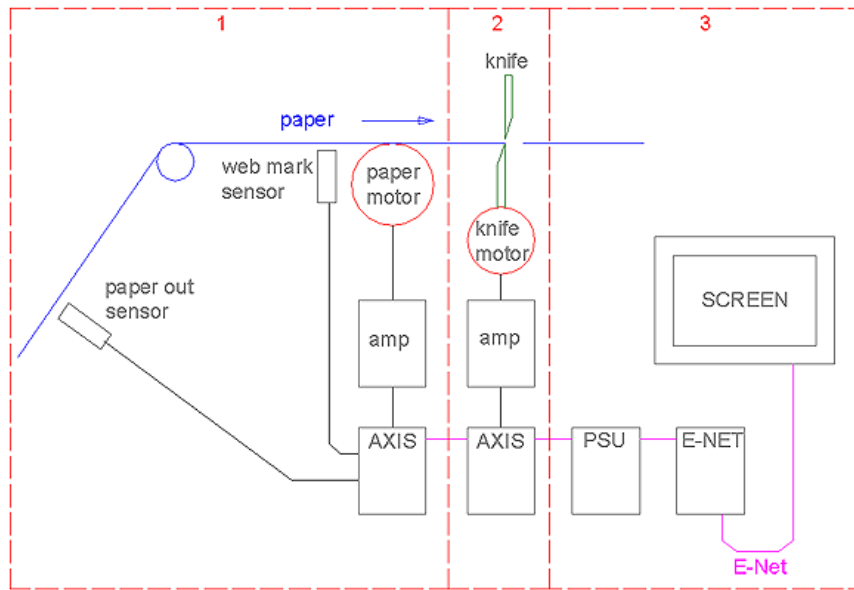 1
2
3
knife
paper
web mark
sensor
paper
motor
knife
motor
paper out
sensor
SCREEN
amp
amp
AXIS
AXIS
PSU
E-NET
E-Net